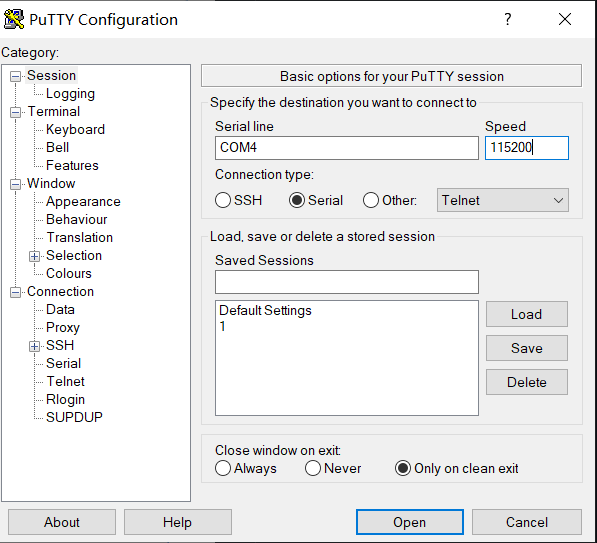 PuTTY Configuration
Category:
Session
Logging
Terminal
Keyboard
Bell
Features
Window
Appearance
Behaviour
Translation
Selection
Colours
Connection
Data
Proxy
SSH
Serial
Telnet
Rlogin
SUPDUP
Basic options for your PuTTY session
Specify the destination you want to connect to
Serial line Speed
COM4 115200
Connection type:
SSH Serial Other: Telnet
Load, save or delete a stored session
Saved Sessions
Default Settings
1
Load
Save
Delete
Close window on exit:
Always Never Only on clean exit
About Help Open Cancel